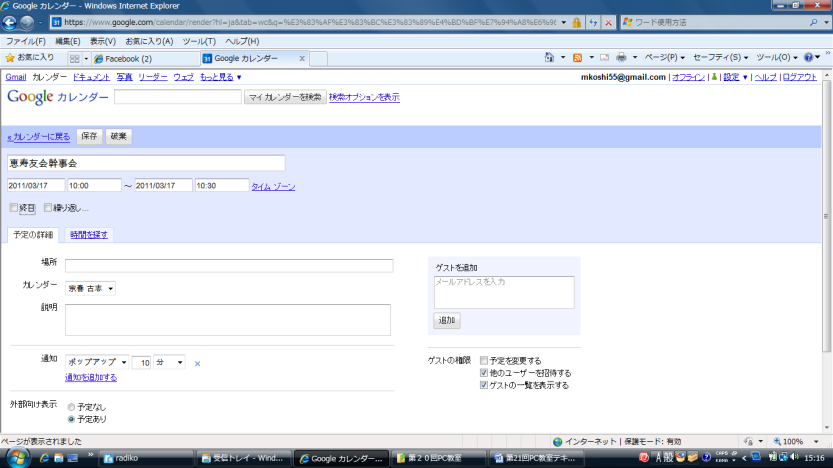 Google カレンダー - Windows Internet Explorer
https://www.google.com/calendar/render?hl=ja&tab=wc&q=%E3%83%AF%E3%83%BC%E3%83%89%E4%BD%BF%E7%94%A8%E6%96
ワード使用方法
ファイル(F) 編集(E) 表示(V) お気に入り(A) ツール(T) ヘルプ(H)
お気に入り Facebook (2) Google カレンダー ページ(P) セーフティ(S) ツール(O)
Gmail カレンダー ドキュメント 写真 リーダー ウェブ もっと見る ▼ mkoshi55@gmail.com | オフライン | 設定 ▼ | ヘルプ | ログアウト
Google カレンダー マイ カレンダーを検索 検索オプションを表示
«カレンダーに戻る 保存 破棄
恵寿友会幹事会
2011/03/17 10:00 ～ 2011/03/17 10:30 タイム ゾーン
終日 繰り返し...
予定の詳細 時間を探す
場所
カレンダー 宗春 古志
説明
通知 ポップアップ 10 分 ×
通知を追加する
外部向け表示 予定なし
予定あり
ゲストを追加
メールアドレスを入力
追加
ゲストの権限 予定を変更する
他のユーザーを招待する
ゲストの一覧を表示する
ページが表示されました インターネット | 保護モード: 有効 100%
radiko 受信トレイ - Wind... Google カレンダー... 第２０回PC教室 第21回PC教室テキ... A 般 CAPS KANA 15:16